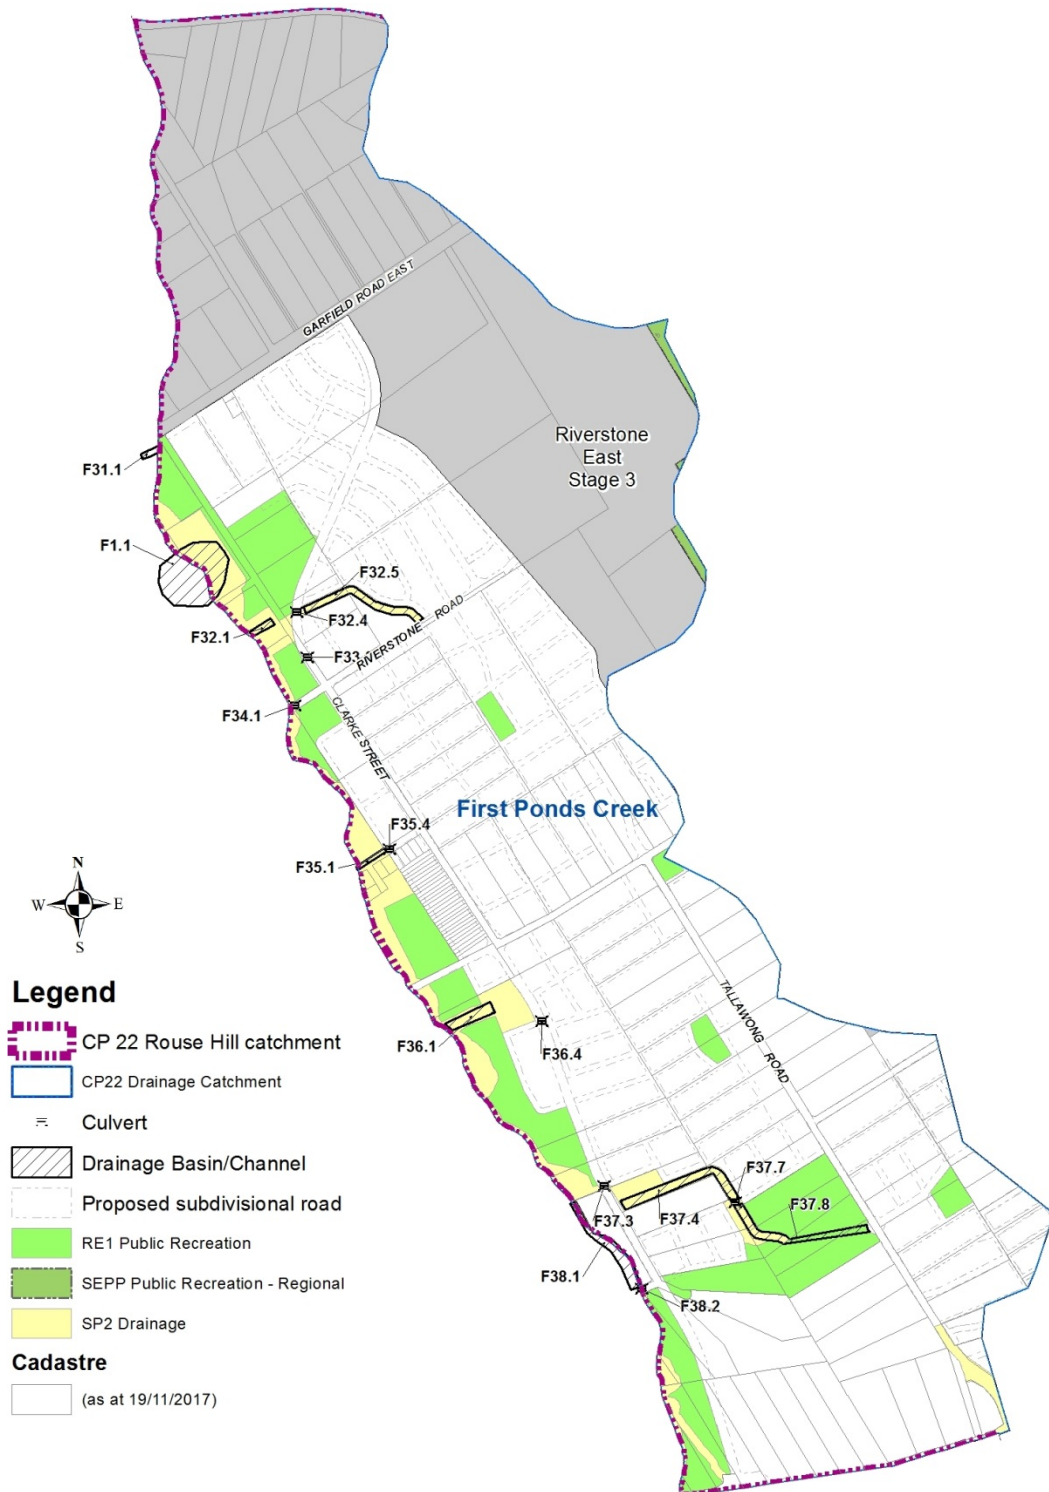 GARFIELD ROAD EAST
Riverstone
East
Stage 3
F31.1
F1.1
F32.5
F32.4
F32.1
F33
RIVERSTONE ROAD
F34.1
CLARKE STREET
First Ponds Creek
F35.4
F35.1
N
W
E
S
TALLAWONG ROAD
F36.1
F36.4
F37.7
F37.8
F37.3
F37.4
F38.1
F38.2
Legend
CP 22 Rouse Hill catchment
CP22 Drainage Catchment
Culvert
Drainage Basin/Channel
Proposed subdivisional road
RE1 Public Recreation
SEPP Public Recreation - Regional
SP2 Drainage
Cadastre
(as at 19/11/2017)